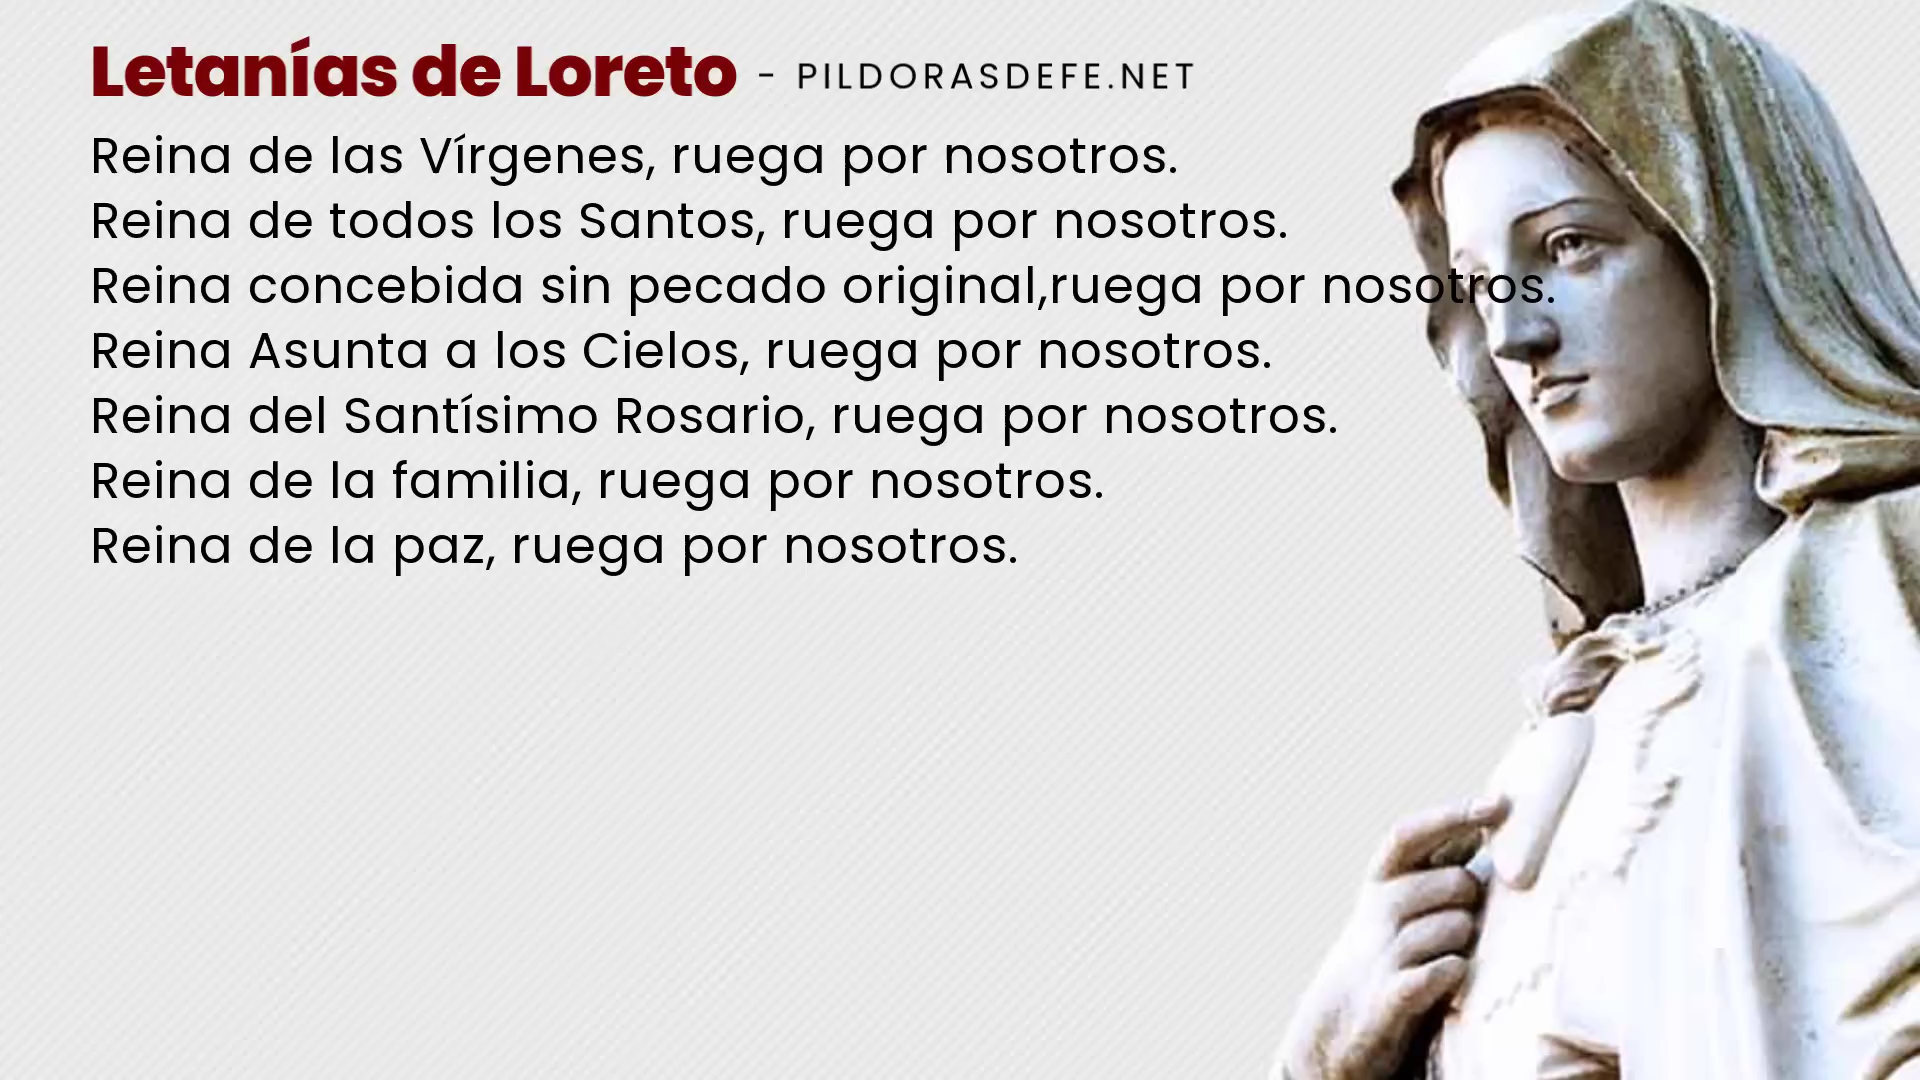 Letanías de Loreto - PILDORASDEFE.NET
Reina de las Vírgenes, ruega por nosotros.
Reina de todos los Santos, ruega por nosotros.
Reina concebida sin pecado original,ruega por nosotros.
Reina Asunta a los Cielos, ruega por nosotros.
Reina del Santísimo Rosario, ruega por nosotros.
Reina de la familia, ruega por nosotros.
Reina de la paz, ruega por nosotros.